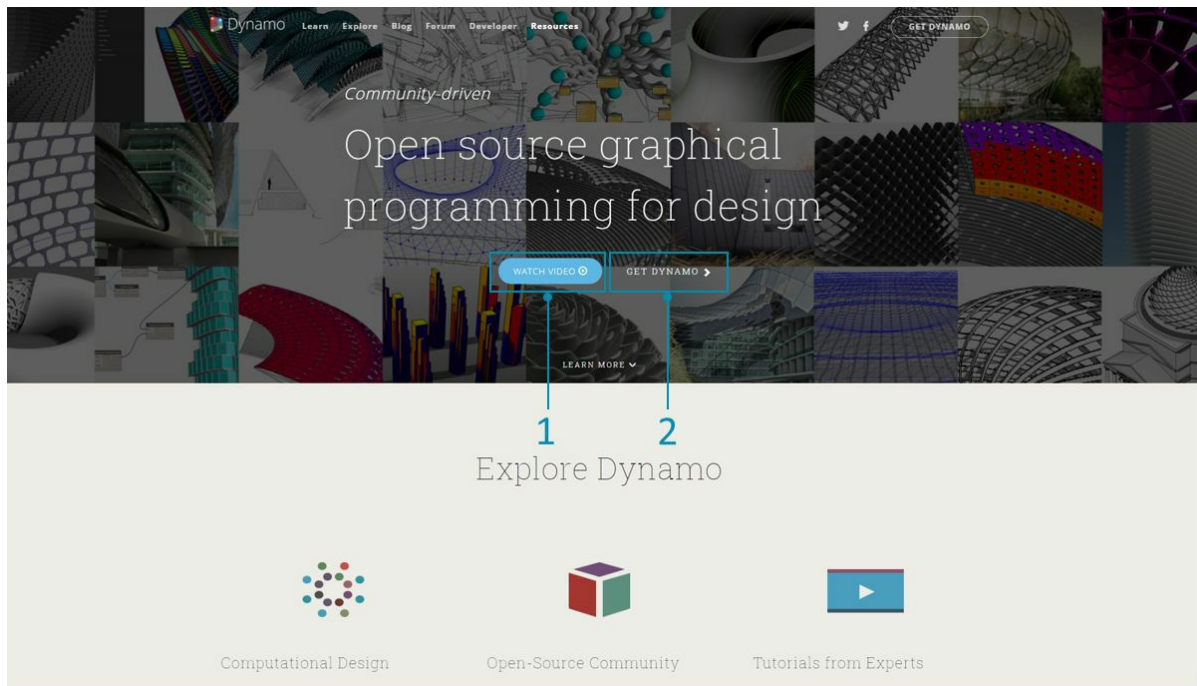 Dynamo Learn Explore Blog Forum Developer Resources GET DYNAMO
Community-driven
Open source graphical
programming for design
WATCH VIDEO GET DYNAMO
LEARN MORE
1 2
Explore Dynamo
Computational Design Open-Source Community Tutorials from Experts